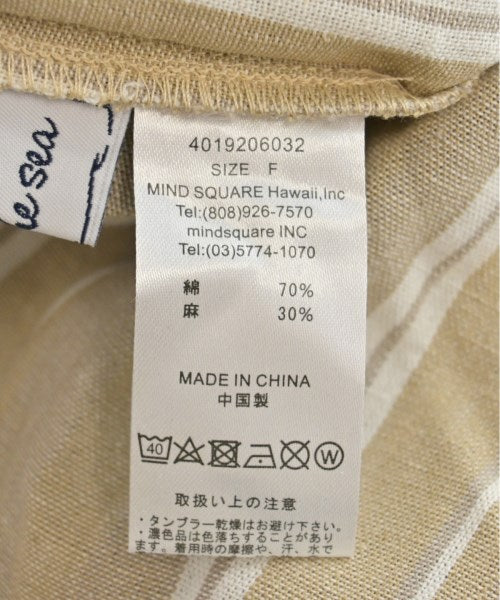 e sea
4019206032
SIZE F
MIND SQUARE Hawaii,Inc
Tel:(808)926-7570
mindsquare INC
Tel:(03)5774-1070
綿 70%
麻 30%
MADE IN CHINA
中国製
40 W
取扱い上の注意
・タンブラー乾燥はお避け下さい。
・濃色品は色落ちすることがあり
ます。着用時の摩擦や、汗、水で